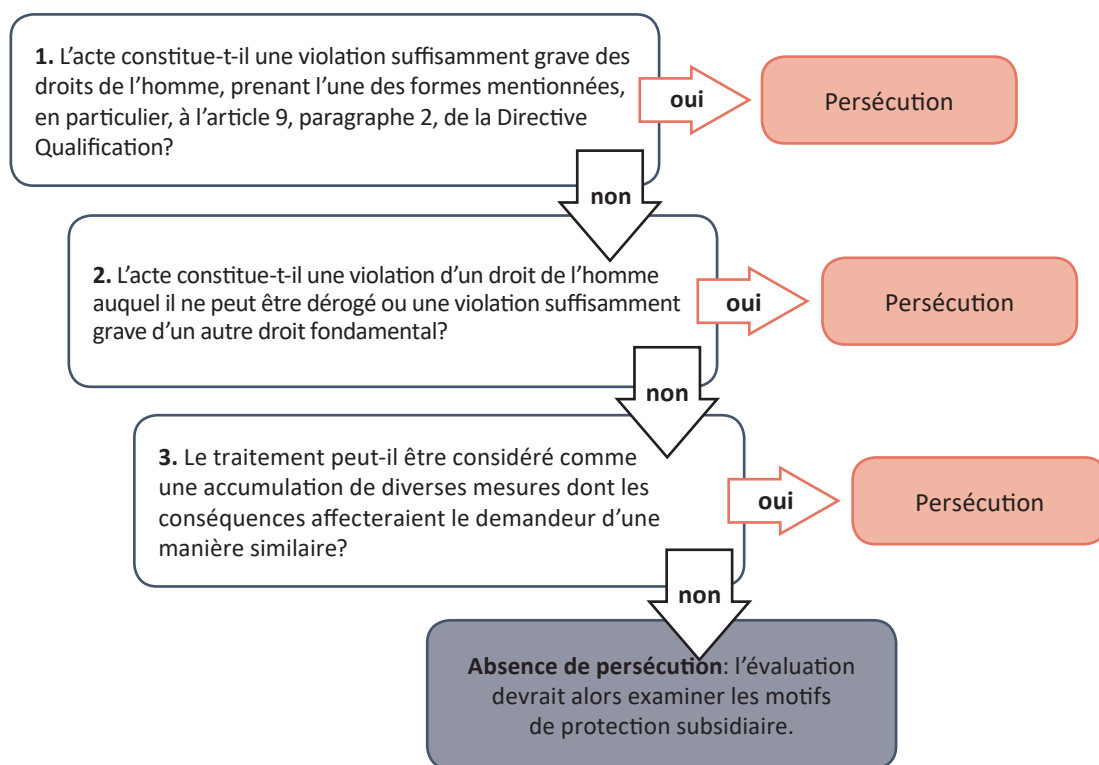 1. L’acte constitue-t-il une violation suffisamment grave des
droits de l’homme, prenant l’une des formes mentionnées,
en particulier, à l’article 9, paragraphe 2, de la Directive
Qualification?
oui
Persécution
non
2. L’acte constitue-t-il une violation d’un droit de l’homme
auquel il ne peut être dérogé ou une violation suffisamment
grave d’un autre droit fondamental?
oui
Persécution
non
3. Le traitement peut-il être considéré comme
une accumulation de diverses mesures dont les
conséquences affecteraient le demandeur d’une
manière similaire?
oui
Persécution
non
Absence de persécution: l’évaluation
devrait alors examiner les motifs
de protection subsidiaire.